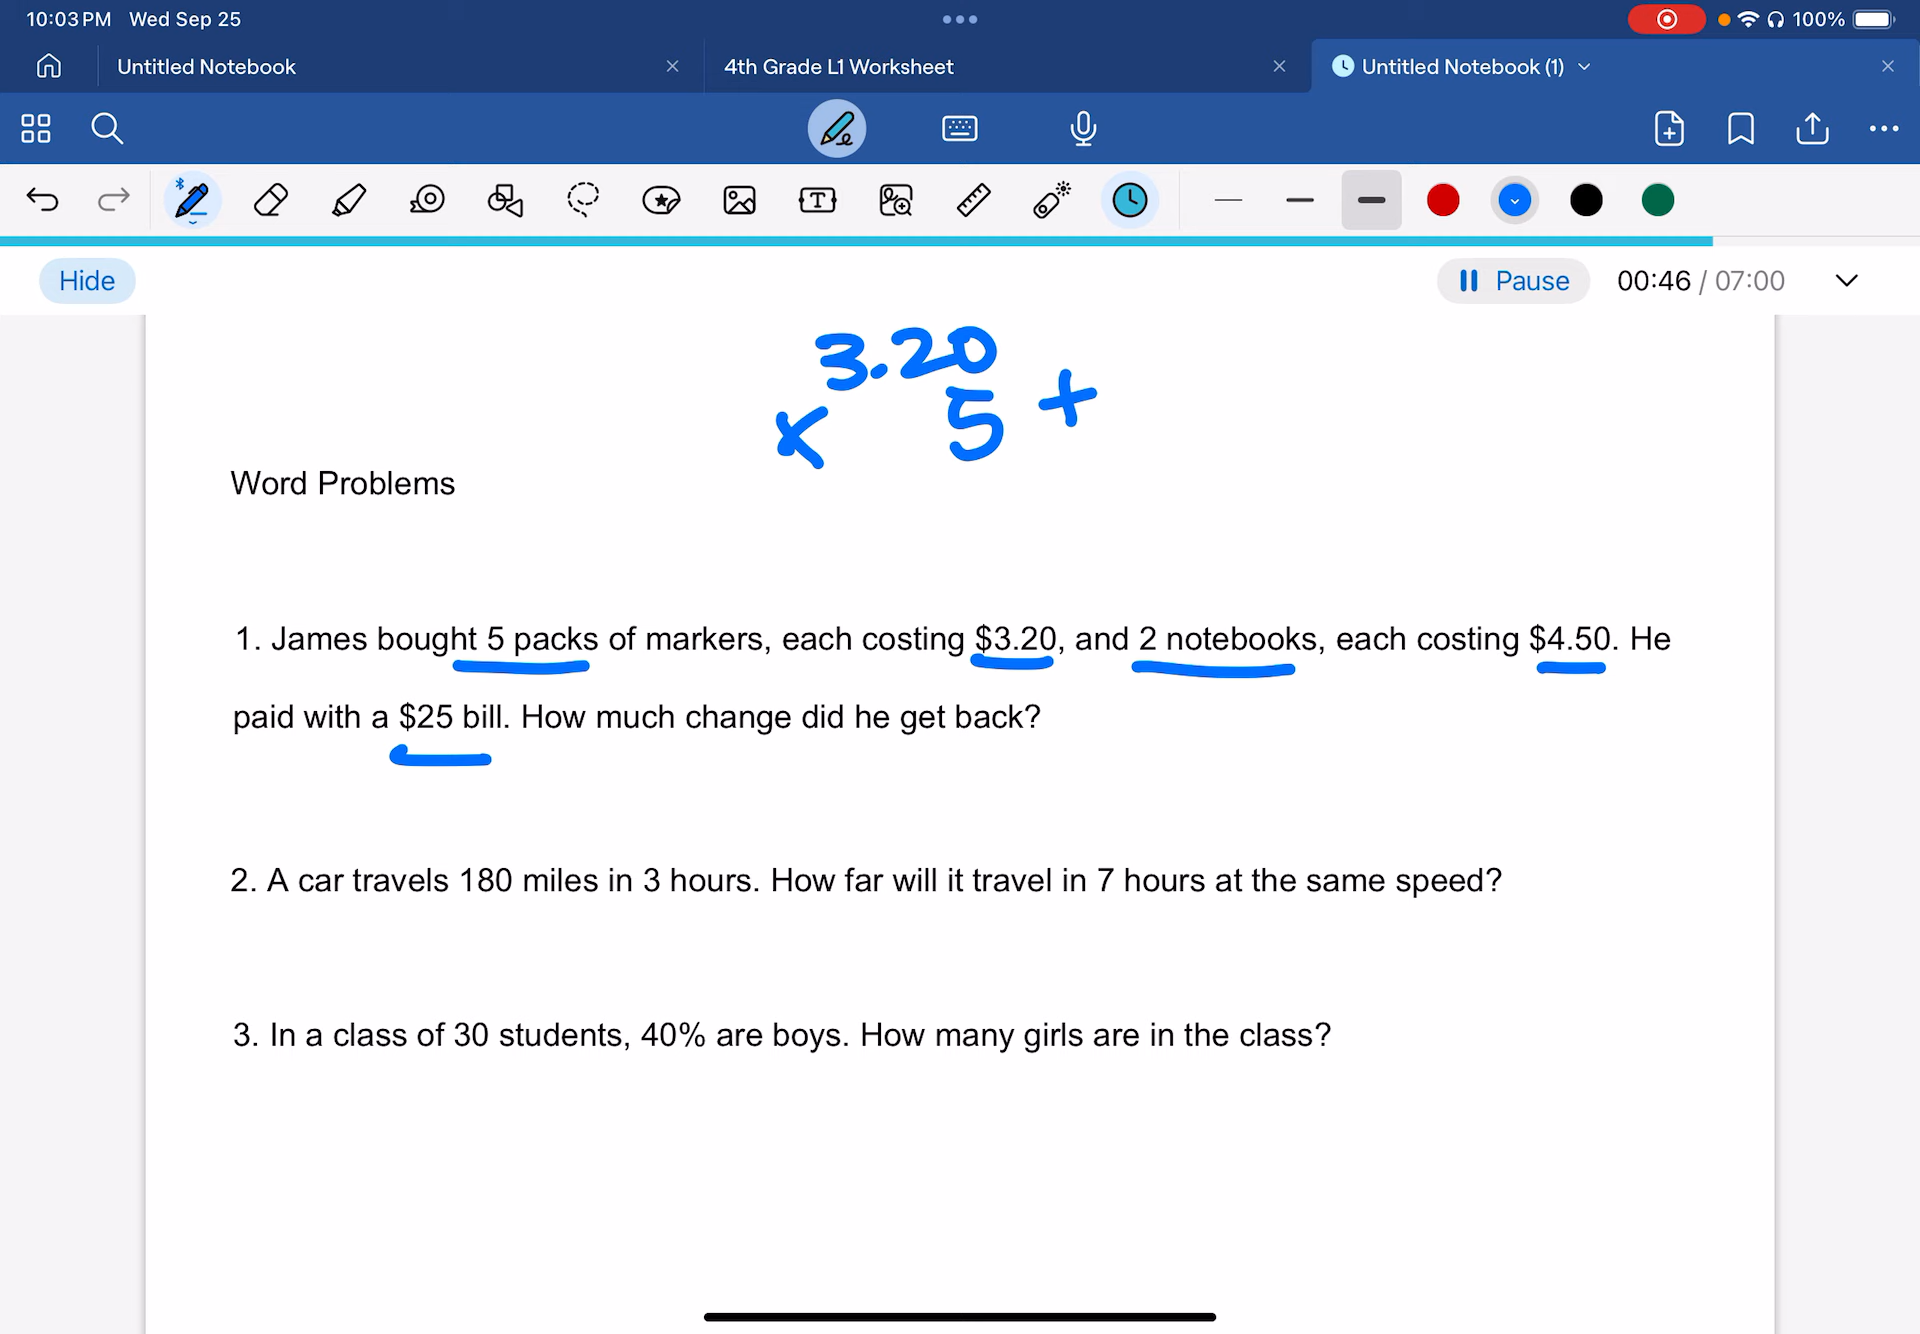 10:03 PM Wed Sep 25 100%
Untitled Notebook 4th Grade L1 Worksheet Untitled Notebook (1)
Hide Pause 00:46 / 07:00
3.20
x 5 +
Word Problems
1. James bought 5 packs of markers, each costing $3.20, and 2 notebooks, each costing $4.50. He
paid with a $25 bill. How much change did he get back?
2. A car travels 180 miles in 3 hours. How far will it travel in 7 hours at the same speed?
3. In a class of 30 students, 40% are boys. How many girls are in the class?